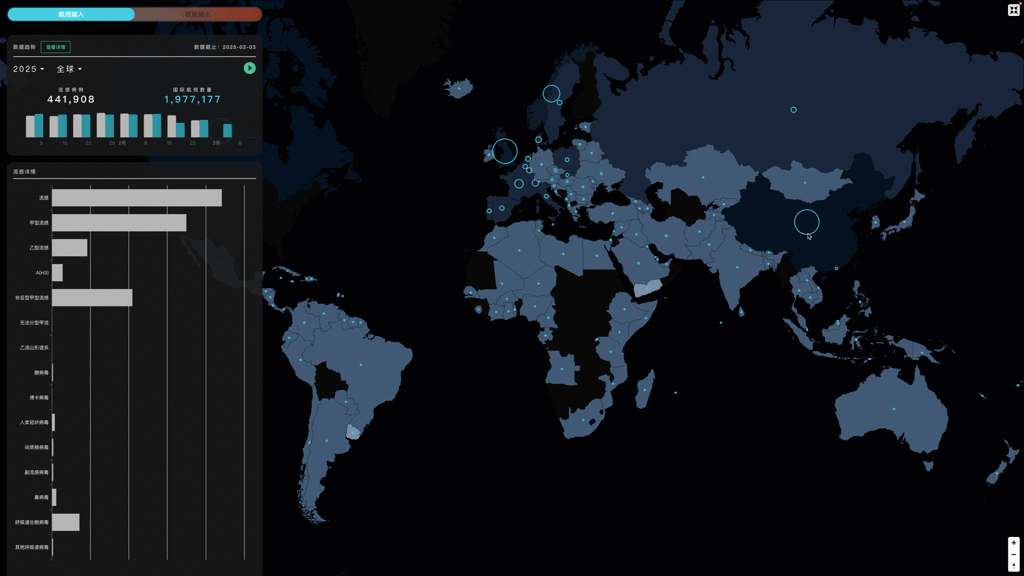 航班输入
航班输出
数据趋势
查看详情
数据截止：2025-03-03
2025
全球
流感病例
国际航班数量
441,908
1,977,177
8 15 22 29 2月 8 15 22 3月 8
流感详情
流感
甲型流感
乙型流感
A(H3)
非亚型甲型流感
无法分型甲流
乙流山形谱系
腺病毒
博卡病毒
人类冠状病毒
间质肺病毒
副流感病毒
鼻病毒
呼吸道合胞病毒
其他呼吸道病毒